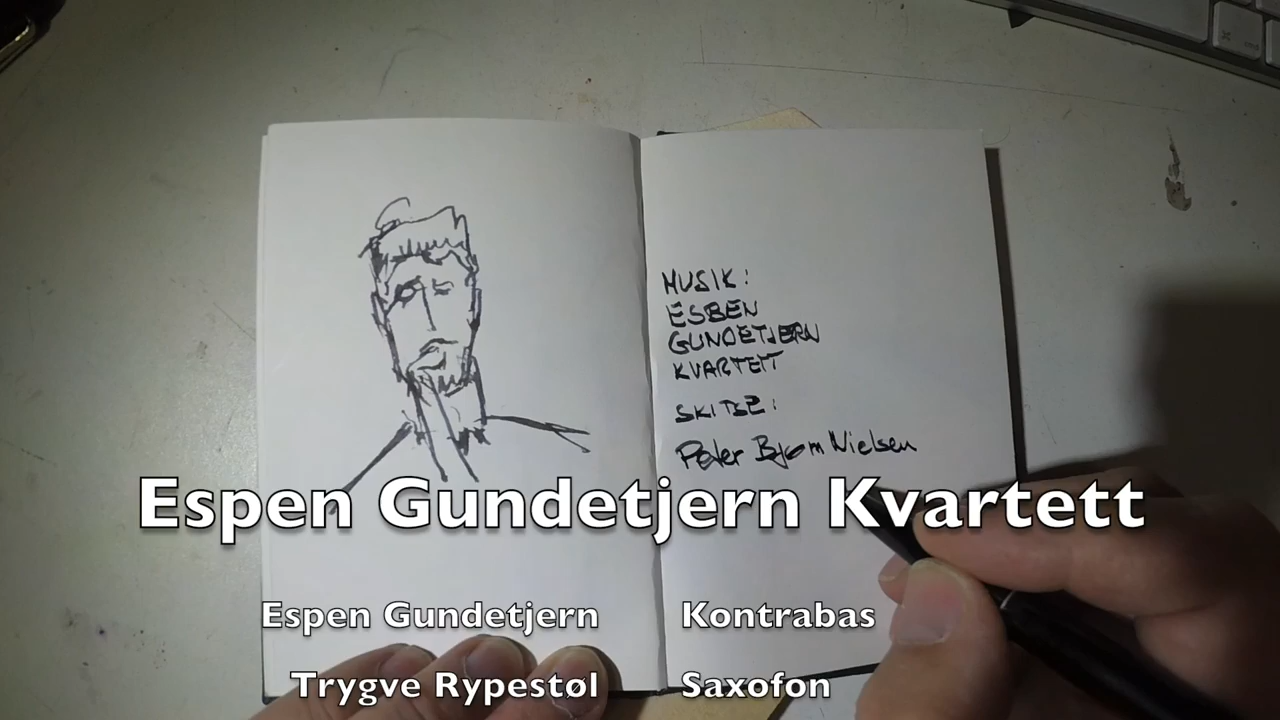 MUSIK:
ESBEN
GUNDETJERN
KVARTETT
SKITSE:
Peter Bjørn Nielsen
Espen Gundetjern Kvartett
Espen Gundetjern Kontrabas
Trygve Rypestøl Saxofon